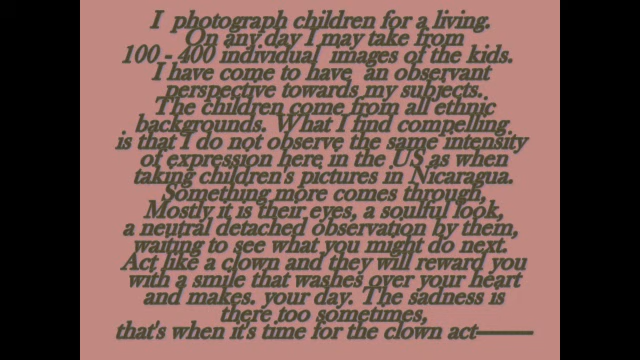 I photograph children for a living.
On any day I may take from
100 - 400 individual images of the kids.
I have come to have an observant
perspective towards my subjects.
The children come from all ethnic
backgrounds. What I find compelling
is that I do not observe the same intensity
of expression here in the US as when
taking children's pictures in Nicaragua.
Something more comes through,
Mostly it is their eyes, a soulful look,
a neutral detached observation by them,
waiting to see what you might do next.
Act like a clown and they will reward you
with a smile that washes over your heart
and makes. your day. The sadness is
there too sometimes,
that's when it's time for the clown act----------